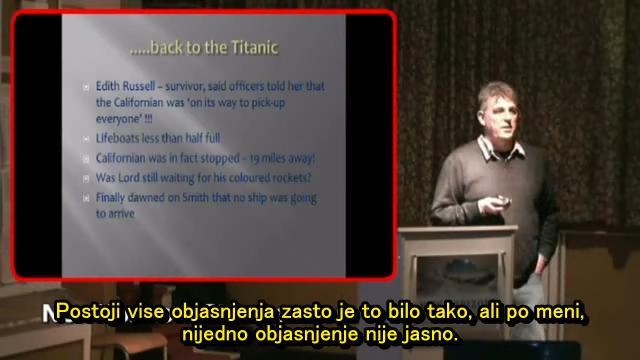 .....back to the Titanic
Edith Russell – survivor, said officers told her that
the Californian was 'on its way to pick-up
everyone' !!!
Lifeboats less than half full
Californian was in fact stopped – 19 miles away!
Was Lord still waiting for his coloured rockets?
Finally dawned on Smith that no ship was going
to arrive
Postoji vise objasnjenja zasto je to bilo tako, ali po meni,
nijedno objasnjenje nije jasno.